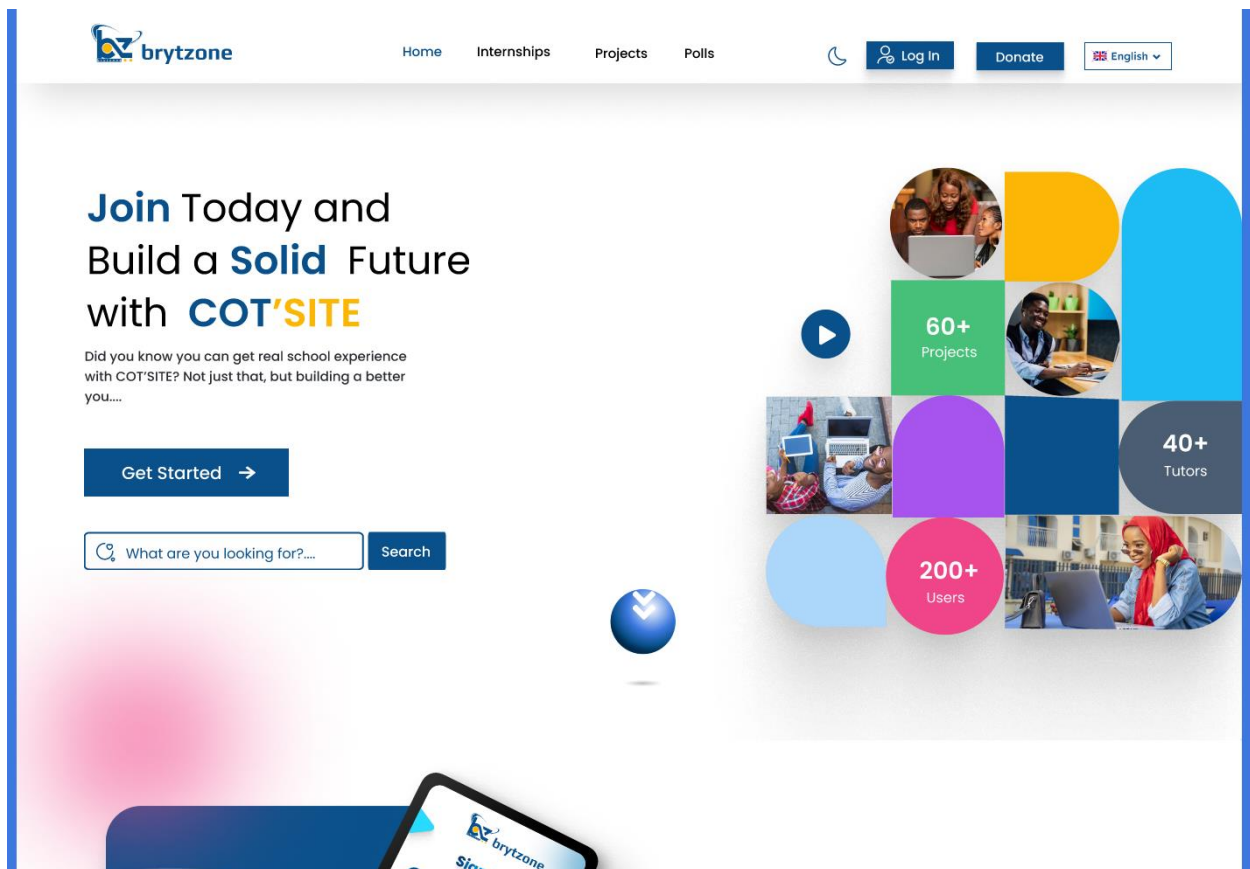 brytzone
Home
Internships
Projects
Polls
Log In
Donate
English
Join Today and
Build a Solid Future
with COT'SITE
Did you know you can get real school experience
with COT'SITE? Not just that, but building a better
you....
Get Started
What are you looking for?....
Search
60+
Projects
40+
Tutors
200+
Users
brytzone